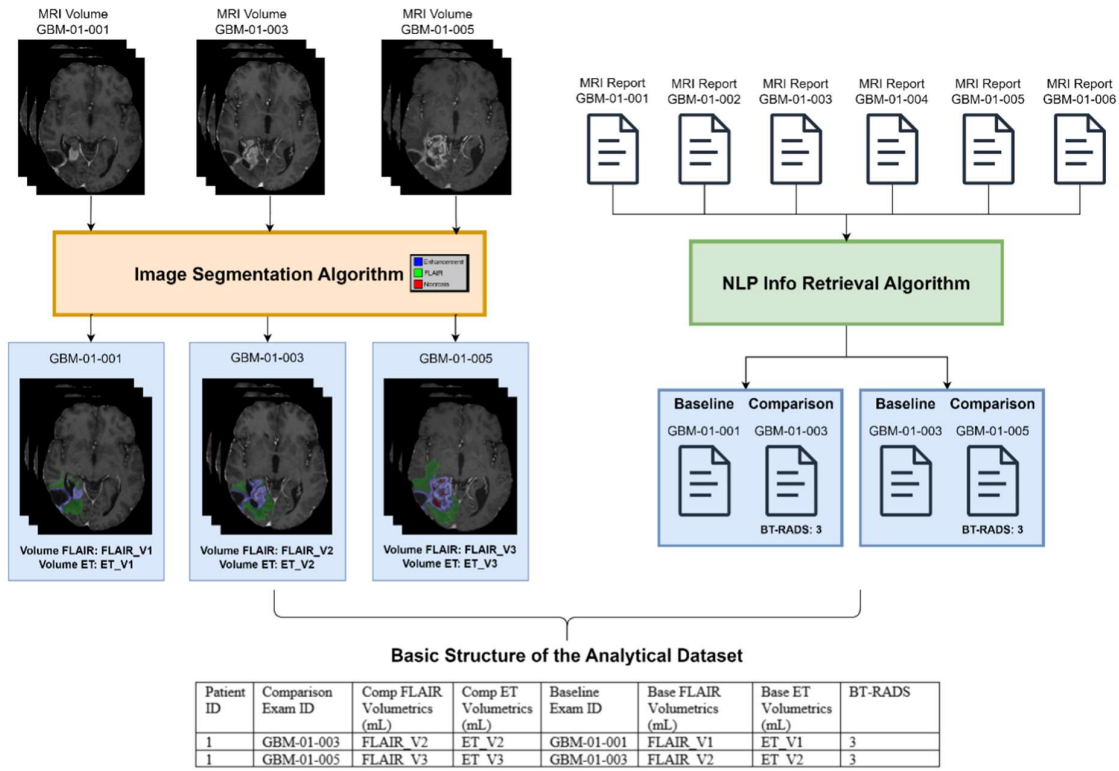 MRI Volume
GBM-01-001
MRI Volume
GBM-01-003
MRI Volume
GBM-01-005
MRI Report
GBM-01-001
MRI Report
GBM-01-002
MRI Report
GBM-01-003
MRI Report
GBM-01-004
MRI Report
GBM-01-005
MRI Report
GBM-01-006
Image Segmentation Algorithm
Enhancement
FLAIR
Necrosis
NLP Info Retrieval Algorithm
GBM-01-001
GBM-01-003
GBM-01-005
Volume FLAIR: FLAIR_V1
Volume ET: ET_V1
Volume FLAIR: FLAIR_V2
Volume ET: ET_V2
Volume FLAIR: FLAIR_V3
Volume ET: ET_V3
Baseline Comparison
GBM-01-001 GBM-01-003
BT-RADS: 3
Baseline Comparison
GBM-01-003 GBM-01-005
BT-RADS: 3
Basic Structure of the Analytical Dataset
Patient Comparison Comp FLAIR Comp ET Baseline Base FLAIR Base ET BT-RADS
ID Exam ID Volumetrics Volumetrics Exam ID Volumetrics Volumetrics
(mL) (mL) (mL) (mL)
1 GBM-01-003 FLAIR_V2 ET_V2 GBM-01-001 FLAIR_V1 ET_V1 3
1 GBM-01-005 FLAIR_V3 ET_V3 GBM-01-003 FLAIR_V2 ET_V2 3